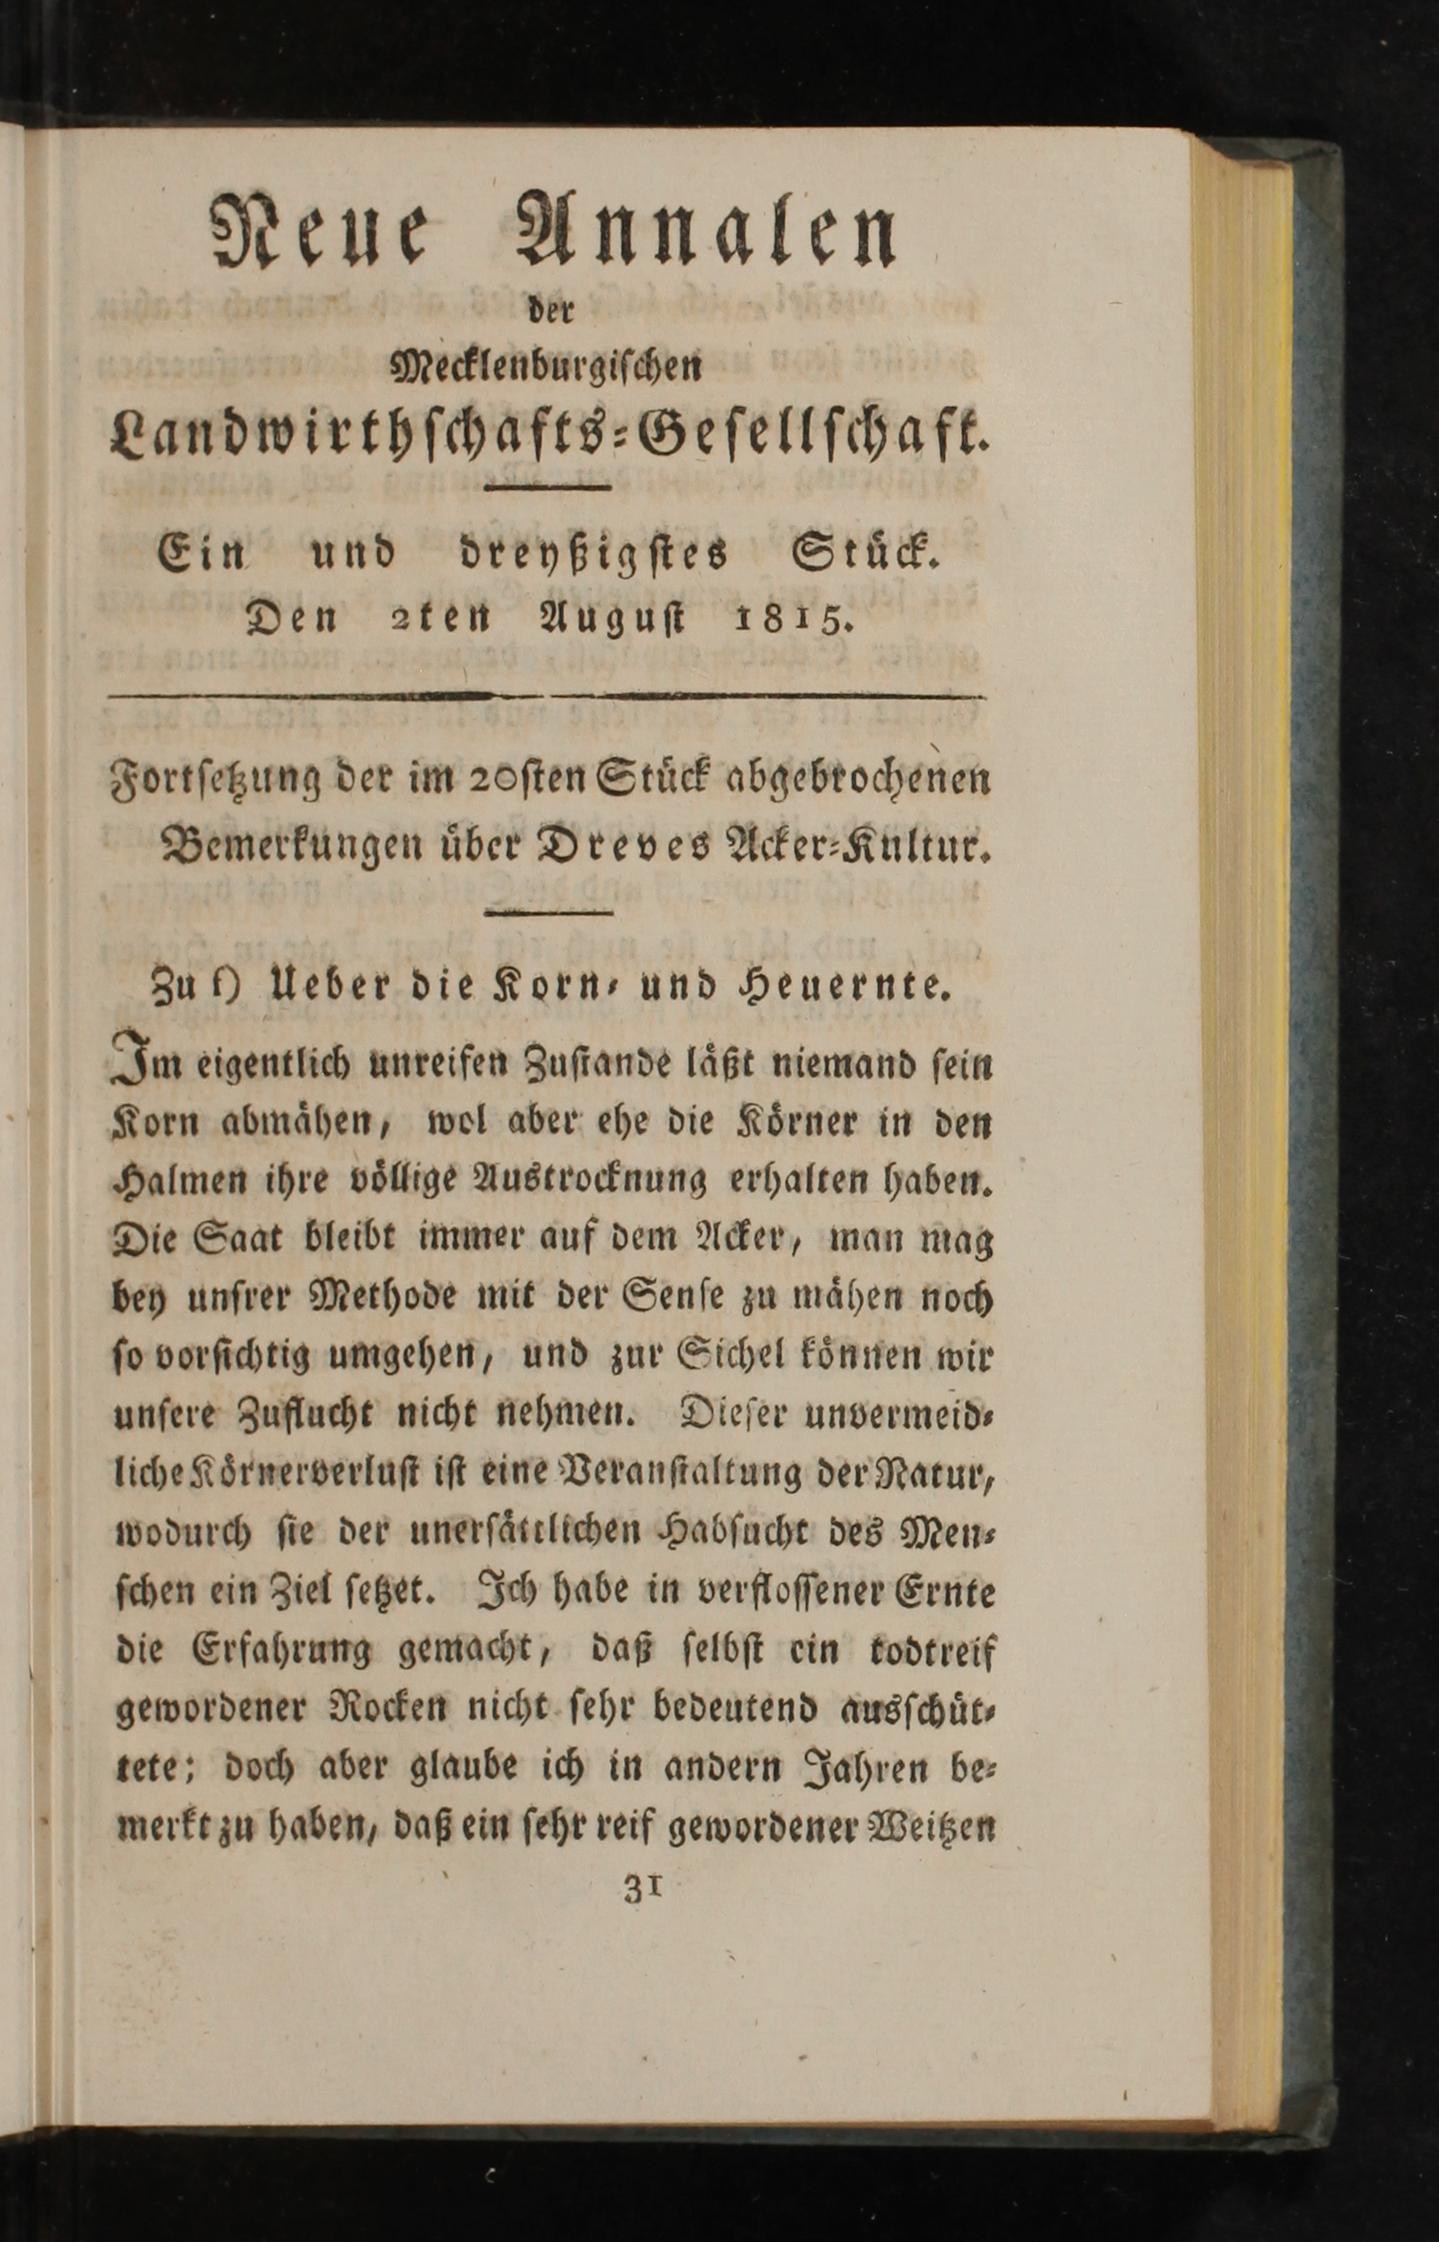 Neue Annalen
der
Mecklenburgiſchen
Landwirthſchafts-Geſellſchaft.
Ein und dreyßigſtes Stück.
Den 2ten Auguſt 1815.
Fortſetzung der im 20ſten Stück abgebrochenen
Bemerkungen über Dreves Acker-Kultur.
Zu f) Ueber die Korn- und Heuernte.
Im eigentlich unreifen Zuſtande läßt niemand ſein
Korn abmähen, wol aber ehe die Körner in den
Halmen ihre völlige Austrocknung erhalten haben.
Die Saat bleibt immer auf dem Acker, man mag
bey unſrer Methode mit der Senſe zu mähen noch
ſo vorſichtig umgehen, und zur Sichel können wir
unſere Zuflucht nicht nehmen. Dieſer unvermeid-
liche Körnerverluſt iſt eine Veranſtaltung der Natur,
wodurch ſie der unerſättlichen Habſucht des Men-
ſchen ein Ziel ſetzet. Ich habe in verfloſſener Ernte
die Erfahrung gemacht, daß ſelbſt ein todtreif
gewordener Rocken nicht ſehr bedeutend ausſchüt-
tete; doch aber glaube ich in andern Jahren be-
merkt zu haben, daß ein ſehr reif gewordener Weitzen
31